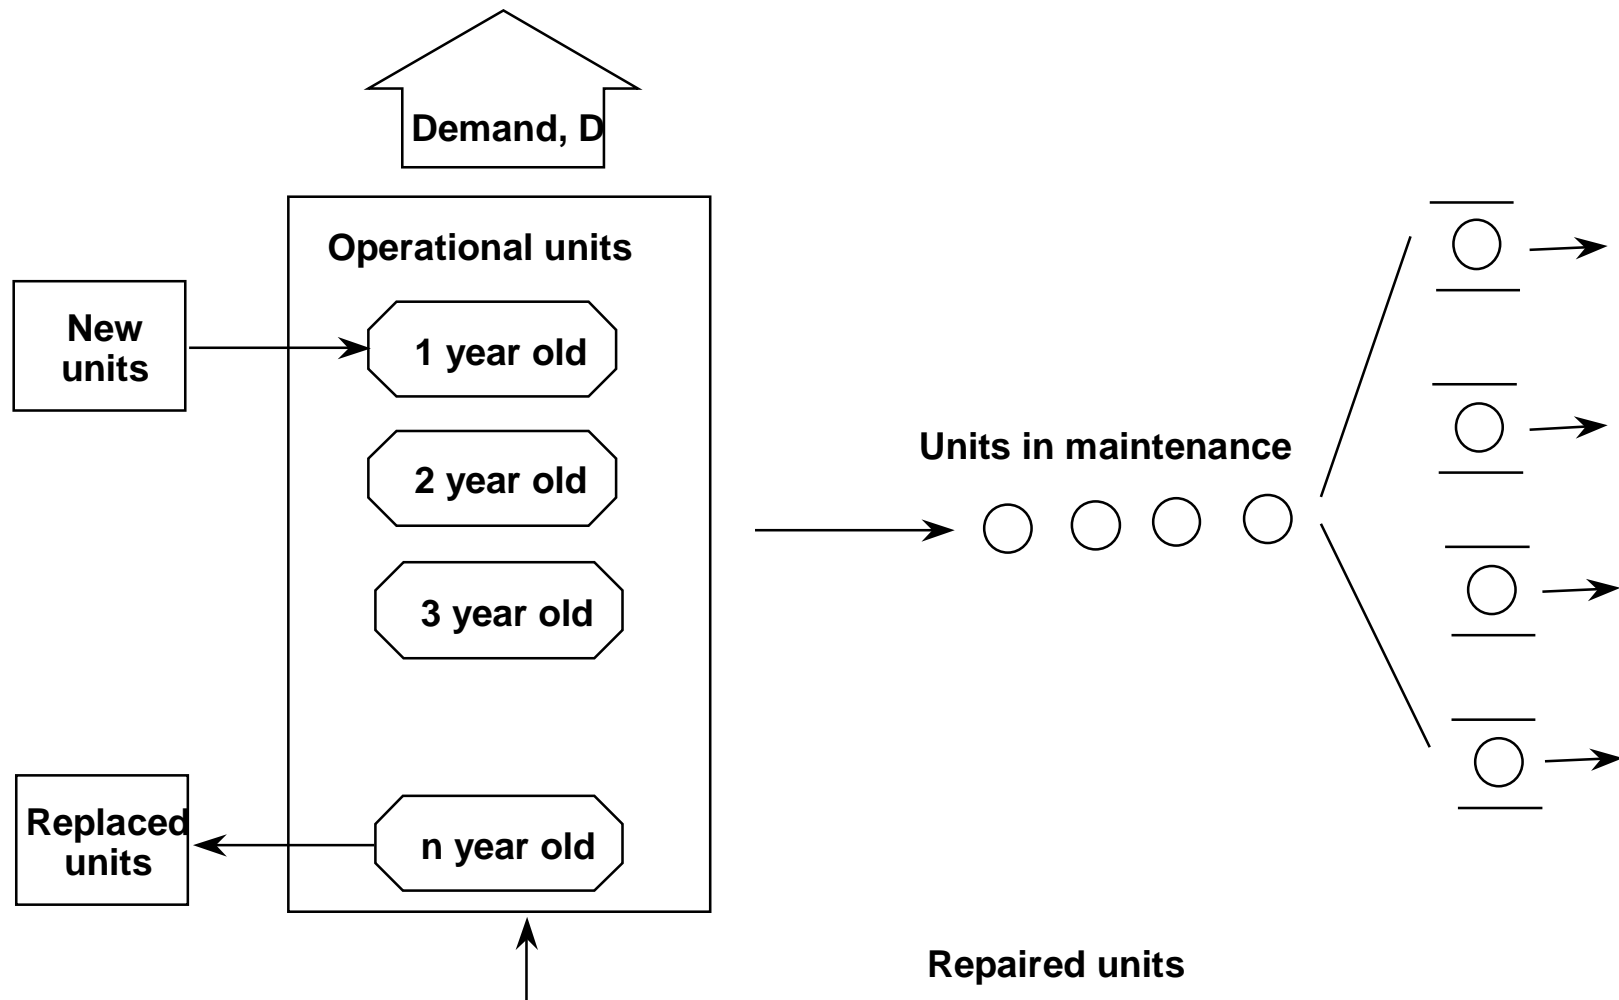 Demand, D
Operational units
New
units
1 year old
2 year old
Units in maintenance
3 year old
Replaced
units
n year old
Repaired units